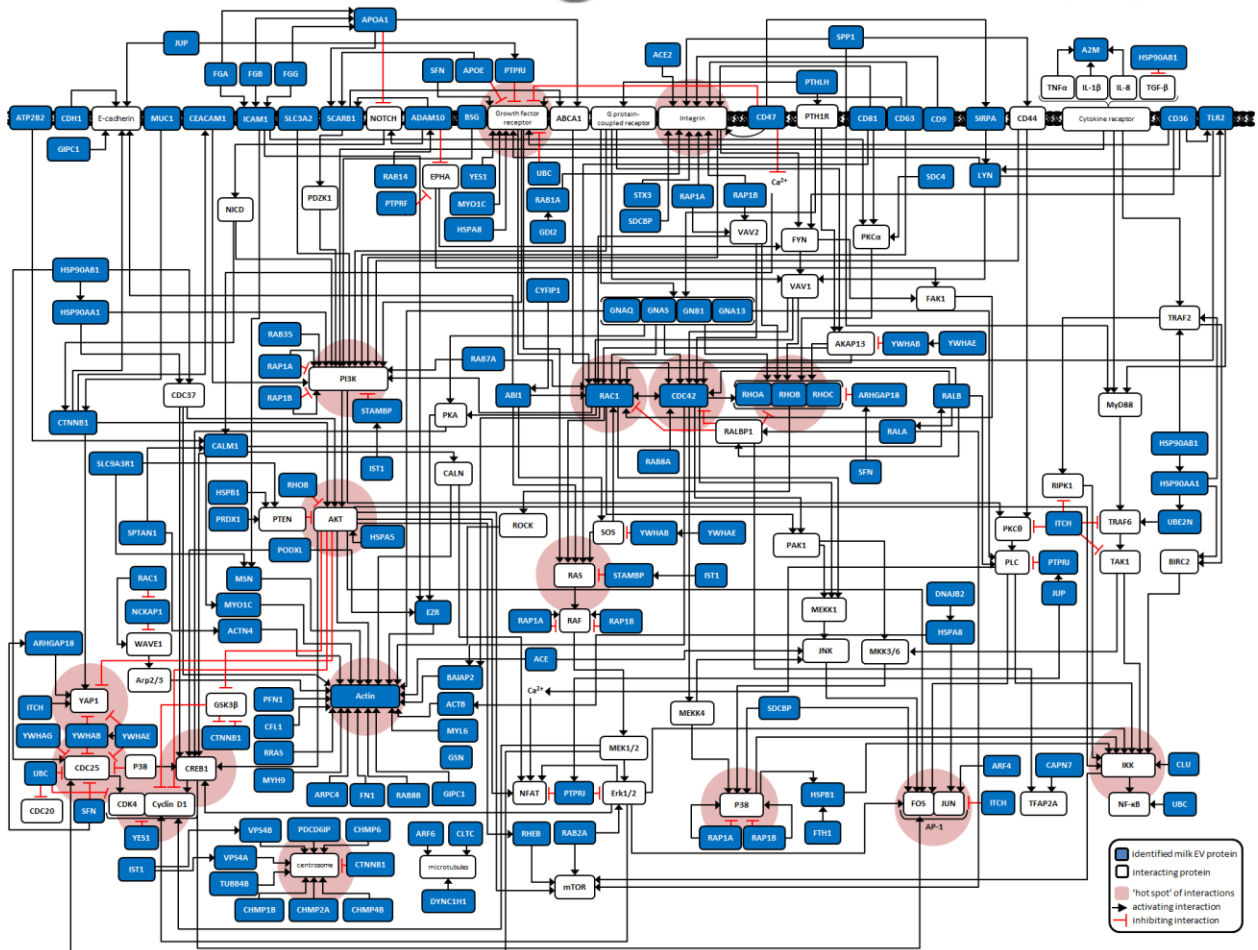 APOA1
JUP
SPP1
A2M
HSP90AB1
FGA
FGB
FGG
SFN
APOE
PTPRJ
ACE2
PTHLH
TNFα
IL-1β
IL-8
TGF-β
ATP2B2
CDH1
E-cadherin
MUC1
CEACAM1
ICAM1
SLC3A2
SCARB1
NOTCH
ADAM10
BSG
Growth factor
receptor
ABCA1
G protein-
coupled receptor
Integrin
CD47
PTH1R
CD81
CD63
CD9
SIRPA
CD44
Cytokine receptor
CD36
TLR2
GIPC1
RAB14
EPHA
YES1
UBC
Ca2+
SDC4
LYN
PTPRF
PDZK1
MYO1C
RAB1A
STX3
RAP1A
RAP1B
NICD
HSPA8
GDI2
SDCBP
VAV2
FYN
PKCα
HSP90AB1
VAV1
HSP90AA1
CYFIP1
GNAQ
GNAS
GNB1
GNA13
FAK1
TRAF2
RAB35
AKAP13
YWHAB
YWHAE
RAP1A
PI3K
RAB7A
CDC37
RAP1B
STAMBP
PKA
ABI1
RAC1
CDC42
RHOA
RHOB
RHOC
ARHGAP18
RALB
MyD88
CTNNB1
CALM1
RALBP1
RALA
HSP90AB1
SLC9A3R1
IST1
CALN
RAB8A
SFN
HSPB1
RHOB
RIPK1
HSP90AA1
PRDX1
PTEN
AKT
ROCK
SOS
YWHAB
YWHAE
PKCθ
ITCH
TRAF6
UBE2N
SPTAN1
HSPA5
PAK1
PODXL
PLC
PTPRJ
TAK1
BIRC2
RAC1
MSN
RAS
STAMBP
IST1
NCKAP1
MYO1C
EZR
MEKK1
DNAJB2
JUP
ARHGAP18
WAVE1
ACTN4
RAP1A
RAF
RAP1B
HSPA8
Arp2/3
ACE
JNK
MKK3/6
YAP1
Actin
BAIAP2
ITCH
GSK3β
PFN1
ACTB
Ca2+
MEKK4
SDCBP
YWHAG
YWHAB
YWHAE
CTNNB1
CFL1
MYL6
UBC
CDC25
P38
CREB1
RRAS
GSN
MEK1/2
IKK
CLU
MYH9
GIPC1
ARF4
CAPN7
CDC20
SFN
CDK4
Cyclin D1
ARPC4
FN1
RAB8B
NFAT
PTPRJ
Erk1/2
P38
HSPB1
FOS
JUN
ITCH
TFAP2A
NF-κB
UBC
AP-1
YES1
VPS4B
PDCD6IP
CHMP6
ARF6
CLTC
RHEB
RAB2A
RAP1A
RAP1B
FTH1
IST1
VPS4A
centrosome
CTNNB1
microtubules
TUBB4B
mTOR
DYNC1H1
CHMP1B
CHMP2A
CHMP4B
identified milk EV protein
interacting protein
'hot spot' of interactions
activating interaction
inhibiting interaction